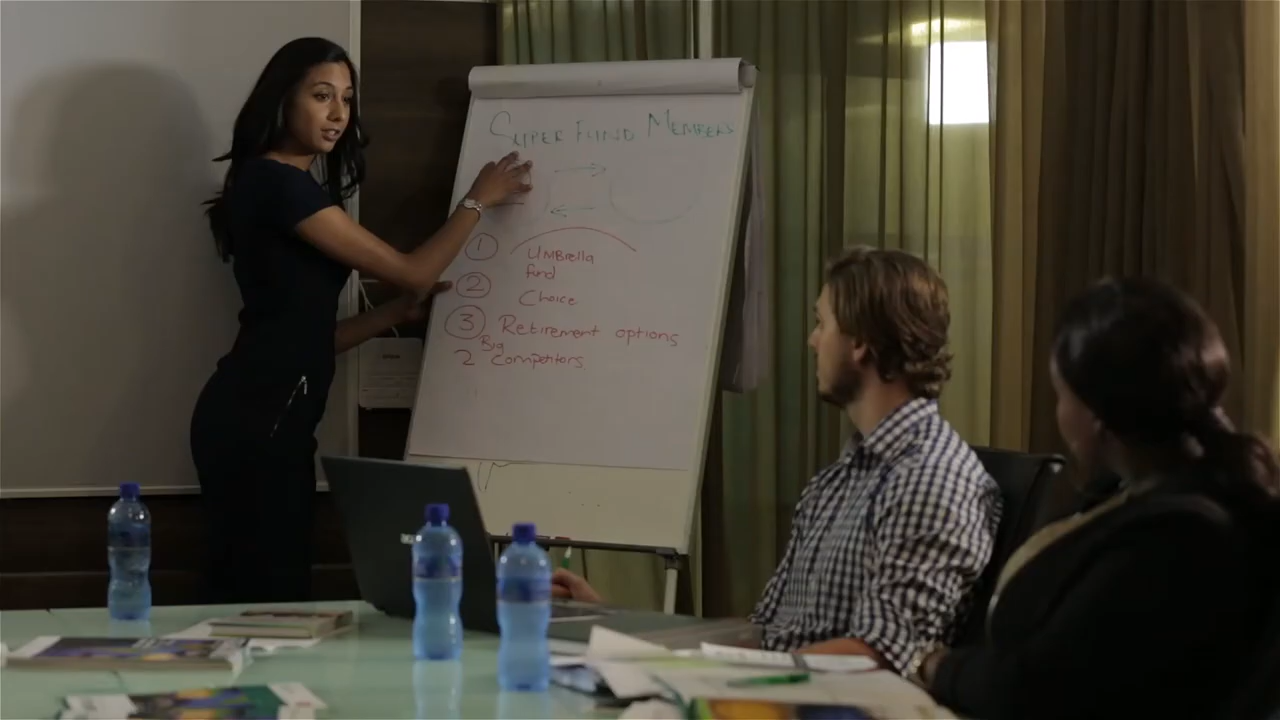 Super Fund Members
1 Umbrella
fund
2 Choice
3 Retirement options
Big
2 Competitors